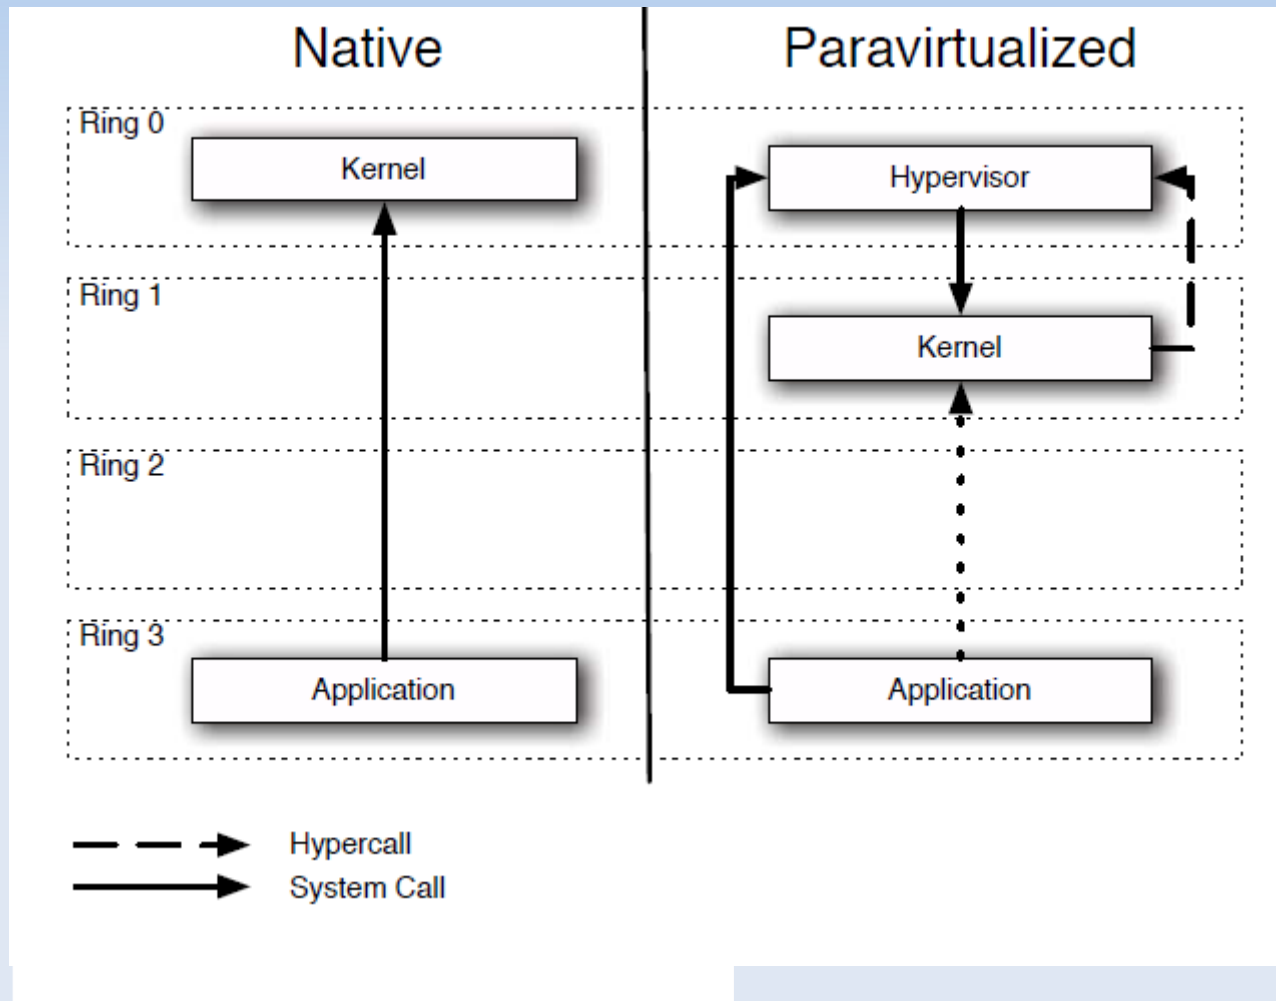 Native
Paravirtualized
Ring 0
Kernel
Hypervisor
Ring 1
Kernel
Ring 2
Ring 3
Application
Application
Hypercall
System Call